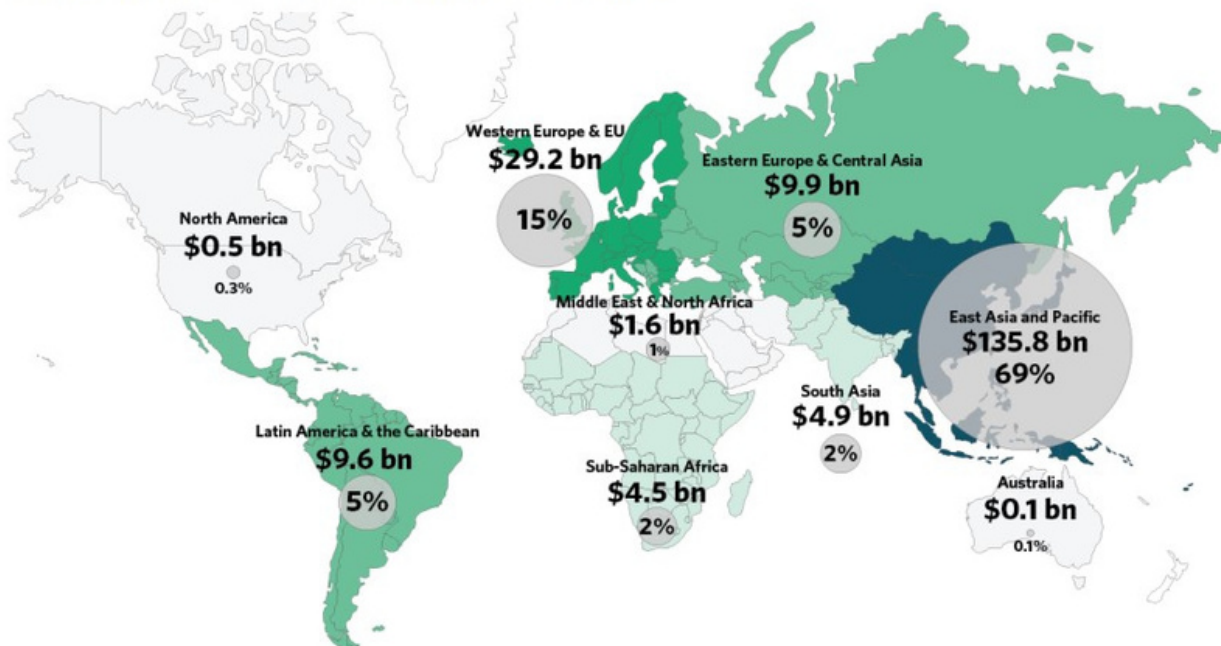 Western Europe & EU
$29.2 bn
15%
Eastern Europe & Central Asia
$9.9 bn
5%
North America
$0.5 bn
0.3%
Middle East & North Africa
$1.6 bn
1%
East Asia and Pacific
$135.8 bn
69%
South Asia
$4.9 bn
2%
Latin America & the Caribbean
$9.6 bn
5%
Sub-Saharan Africa
$4.5 bn
2%
Australia
$0.1 bn
0.1%